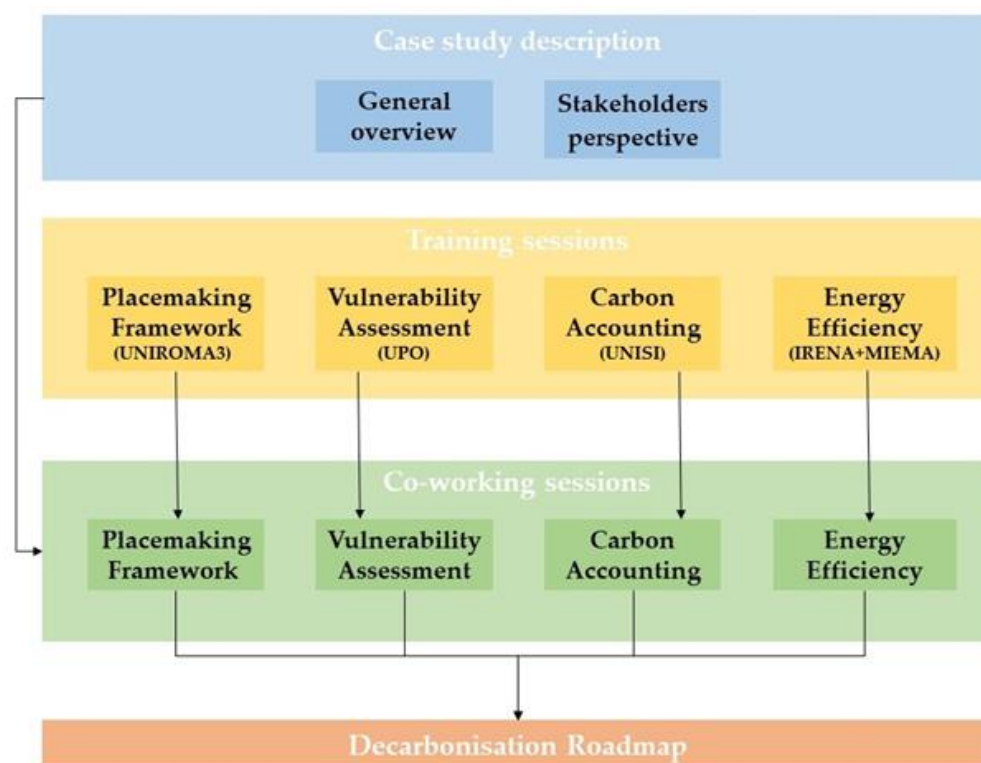 Case study description
General
overview
Stakeholders
perspective
Training sessions
Placemaking
Framework
(UNIROMA3)
Vulnerability
Assessment
(UPO)
Carbon
Accounting
(UNISI)
Energy
Efficiency
(IRENA+MIEMA)
Co-working sessions
Placemaking
Framework
Vulnerability
Assessment
Carbon
Accounting
Energy
Efficiency
Decarbonisation Roadmap